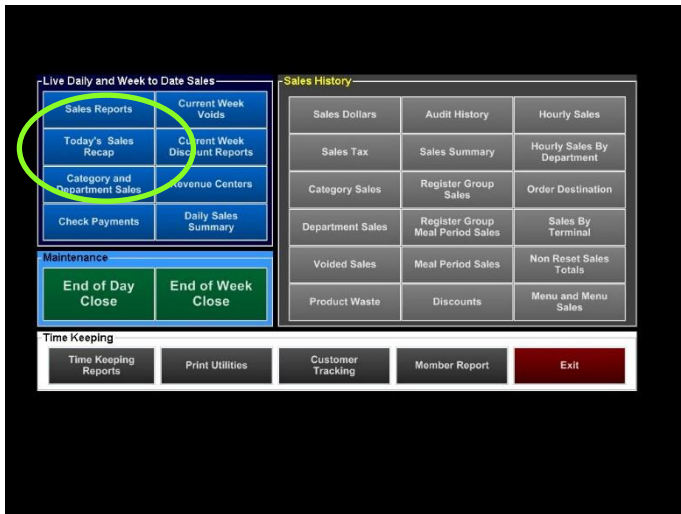 Live Daily and Week to Date Sales
Sales Reports
Current Week
Voids
Today's Sales
Recap
Current Week
Discount Reports
Category and
Department Sales
Revenue Centers
Check Payments
Daily Sales
Summary
Maintenance
End of Day
Close
End of Week
Close
Sales History
Sales Dollars
Audit History
Hourly Sales
Sales Tax
Sales Summary
Hourly Sales By
Department
Category Sales
Register Group
Sales
Order Destination
Department Sales
Register Group
Meal Period Sales
Sales By
Terminal
Voided Sales
Meal Period Sales
Non Reset Sales
Totals
Product Waste
Discounts
Menu and Menu
Sales
Time Keeping
Time Keeping
Reports
Print Utilities
Customer
Tracking
Member Report
Exit